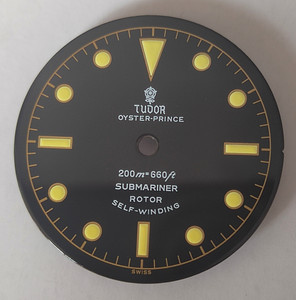 TUDOR
OYSTER-PRINCE
200m=660ft
SUBMARINER
ROTOR
SELF-WINDING
SWISS